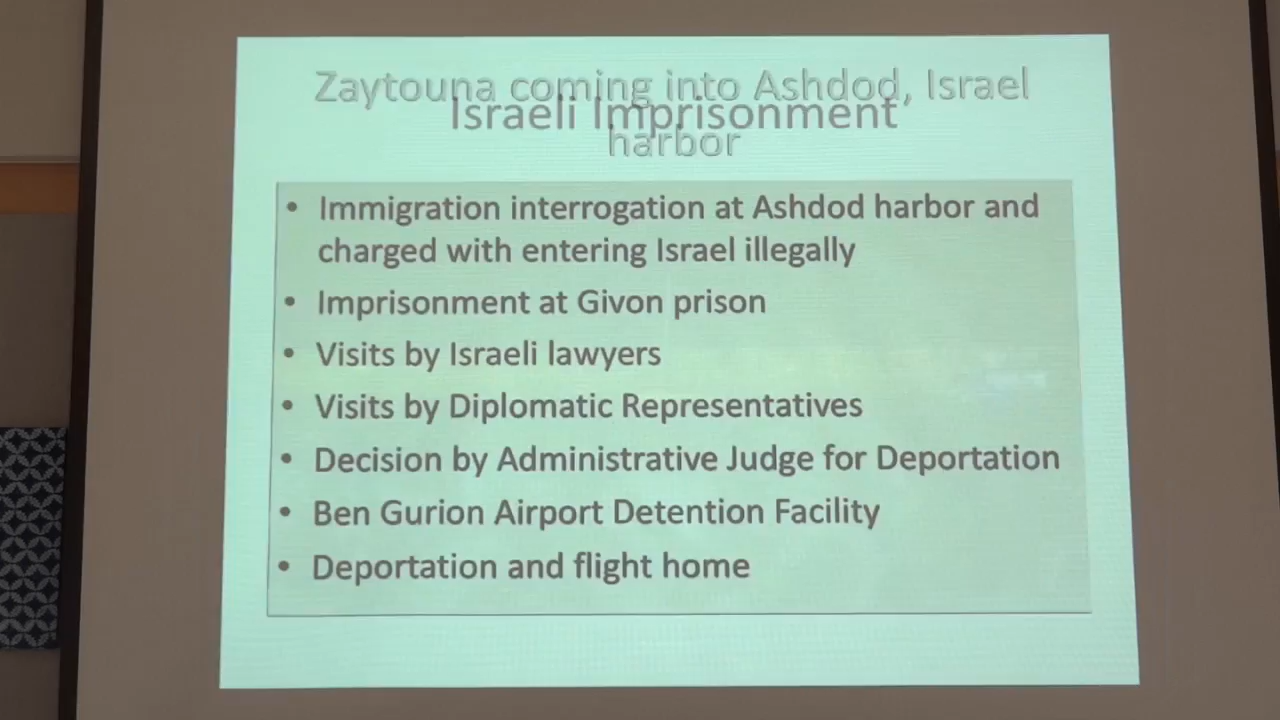 Zaytouna coming into Ashdod, Israel
Israeli Imprisonment
harbor
• Immigration interrogation at Ashdod harbor and
charged with entering Israel illegally
• Imprisonment at Givon prison
• Visits by Israeli lawyers
• Visits by Diplomatic Representatives
• Decision by Administrative Judge for Deportation
• Ben Gurion Airport Detention Facility
• Deportation and flight home